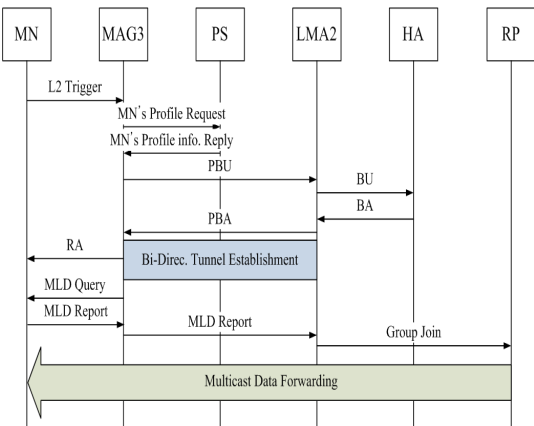 MN MAG3 PS LMA2 HA RP
L2 Trigger
MN's Profile Request
MN's Profile info. Reply
PBU
BU
BA
PBA
RA
Bi-Direc. Tunnel Establishment
MLD Query
MLD Report
MLD Report
Group Join
Multicast Data Forwarding